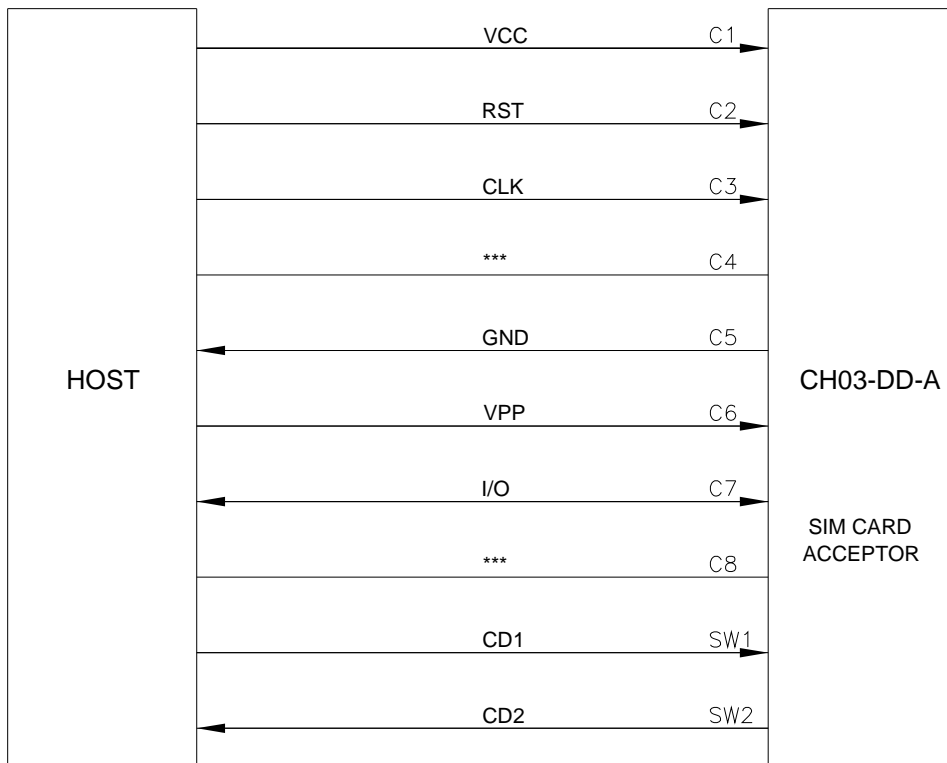 VCC C1
RST C2
CLK C3
*** C4
GND C5
HOST
CH03-DD-A
VPP C6
I/O C7
SIM CARD
ACCEPTOR
*** C8
CD1 SW1
CD2 SW2